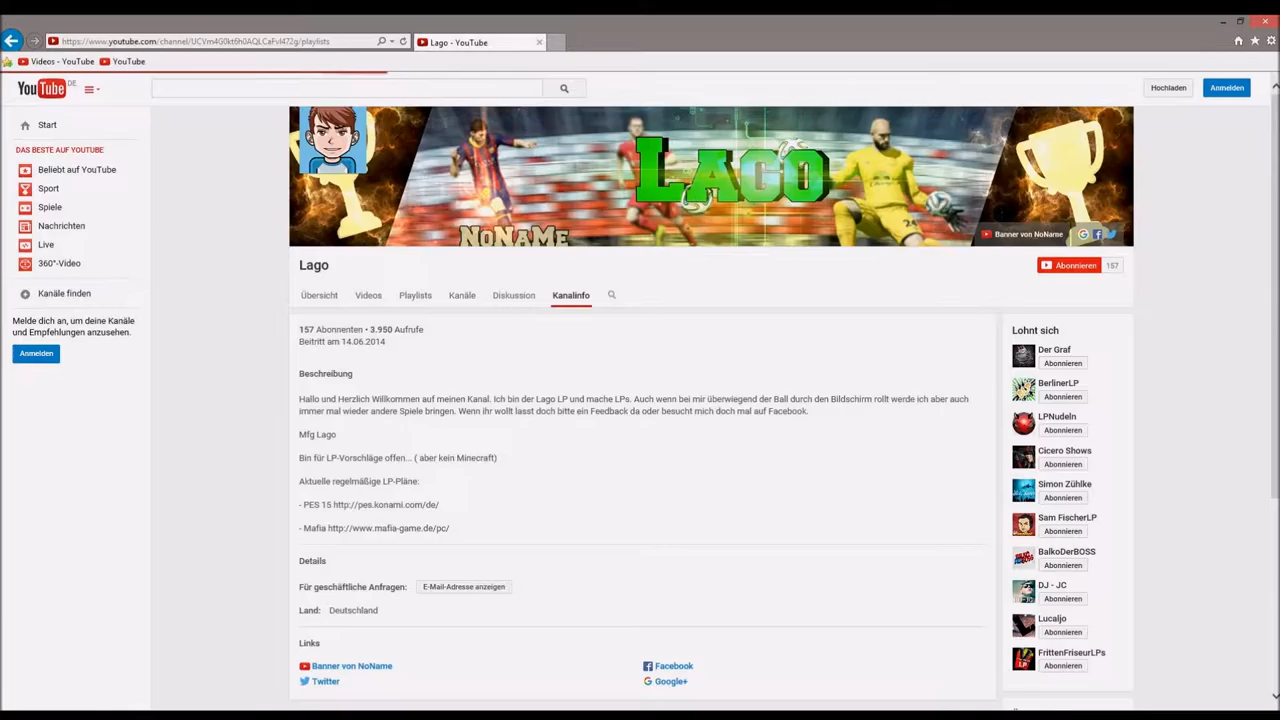 https://www.youtube.com/channel/UCVm4G0kt6h0AQLCaFvl472g/playlists
Lago - YouTube
Videos - YouTube
YouTube
YouTube DE
Hochladen
Anmelden
Start
DAS BESTE AUF YOUTUBE
Beliebt auf YouTube
Sport
Spiele
Nachrichten
Live
360°-Video
Kanäle finden
Melde dich an, um deine Kanäle
und Empfehlungen anzusehen.
Anmelden
LAGO
NoNaMe
Banner von NoName
Lago
Abonnieren 157
Übersicht Videos Playlists Kanäle Diskussion Kanalinfo
157 Abonnenten • 3.950 Aufrufe
Beitritt am 14.06.2014
Beschreibung
Hallo und Herzlich Willkommen auf meinen Kanal. Ich bin der Lago LP und mache LPs. Auch wenn bei mir überwiegend der Ball durch den Bildschirm rollt werde ich aber auch
immer mal wieder andere Spiele bringen. Wenn ihr wollt lasst doch bitte ein Feedback da oder besucht mich doch mal auf Facebook.
Mfg Lago
Bin für LP-Vorschläge offen... ( aber kein Minecraft)
Aktuelle regelmäßige LP-Pläne:
- PES 15 http://pes.konami.com/de/
- Mafia http://www.mafia-game.de/pc/
Details
Für geschäftliche Anfragen: E-Mail-Adresse anzeigen
Land: Deutschland
Links
Banner von NoName
Facebook
Twitter
Google+
Lohnt sich
Der Graf
Abonnieren
BerlinerLP
Abonnieren
LPNudeln
Abonnieren
Cicero Shows
Abonnieren
Simon Zühlke
Abonnieren
Sam FischerLP
Abonnieren
BalkoDerBOSS
Abonnieren
DJ - JC
Abonnieren
Lucaljo
Abonnieren
FrittenFriseurLPs
Abonnieren